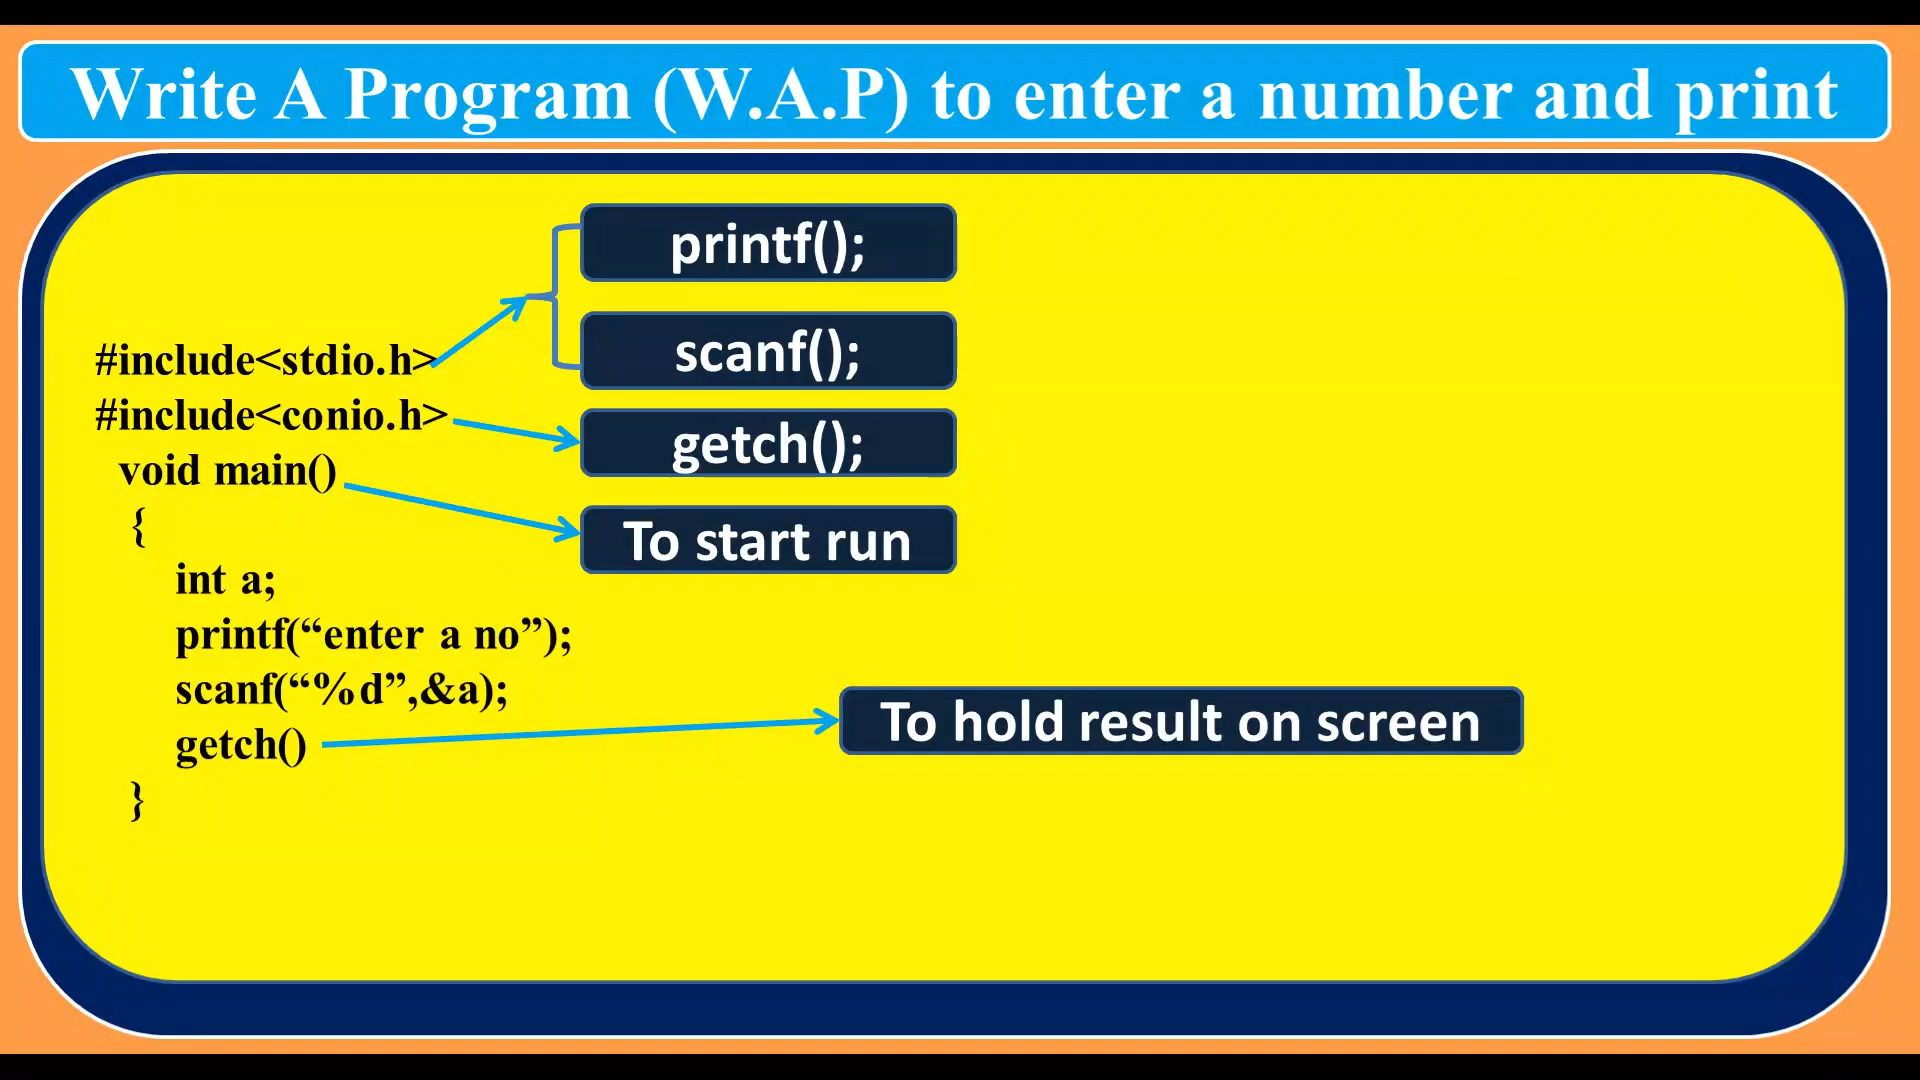 Write A Program (W.A.P) to enter a number and print
printf();
scanf();
#include<stdio.h>
#include<conio.h>
getch();
void main()
To start run
{
int a;
printf(“enter a no”);
scanf(“%d”,&a);
getch()
To hold result on screen
}